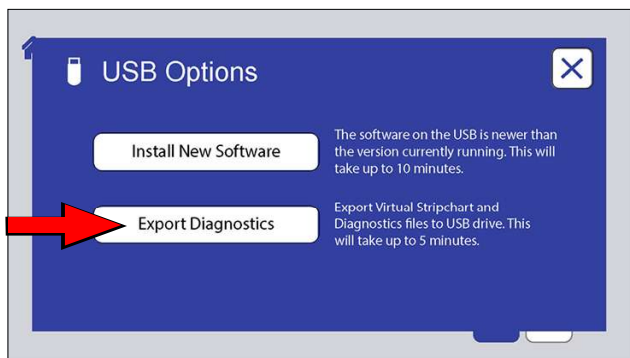 USB Options
Install New Software
The software on the USB is newer than
the version currently running. This will
take up to 10 minutes.
Export Diagnostics
Export Virtual Stripchart and
Diagnostics files to USB drive. This
will take up to 5 minutes.